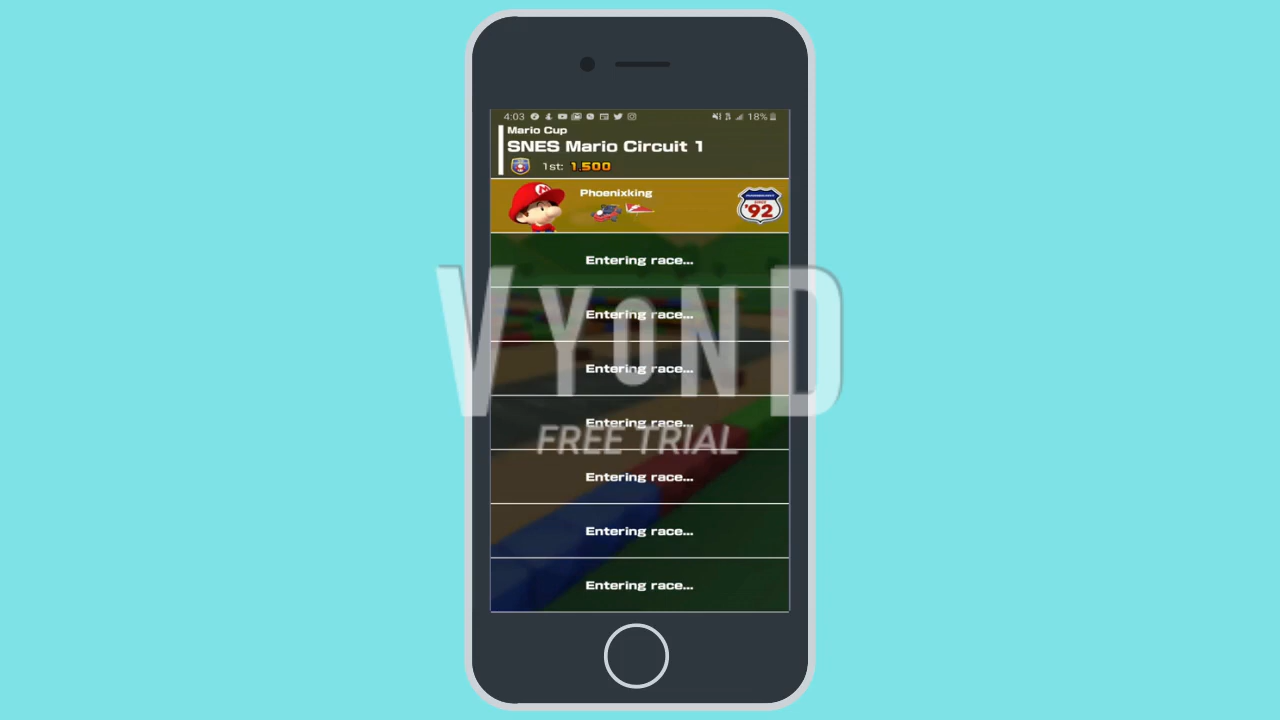 4:03 18%
Mario Cup
SNES Mario Circuit 1
1st: 1.500
Phoenixking
'92
Entering race...
Entering race...
Entering race...
Entering race...
Entering race...
Entering race...
Entering race...
VYOND
FREE TRIAL